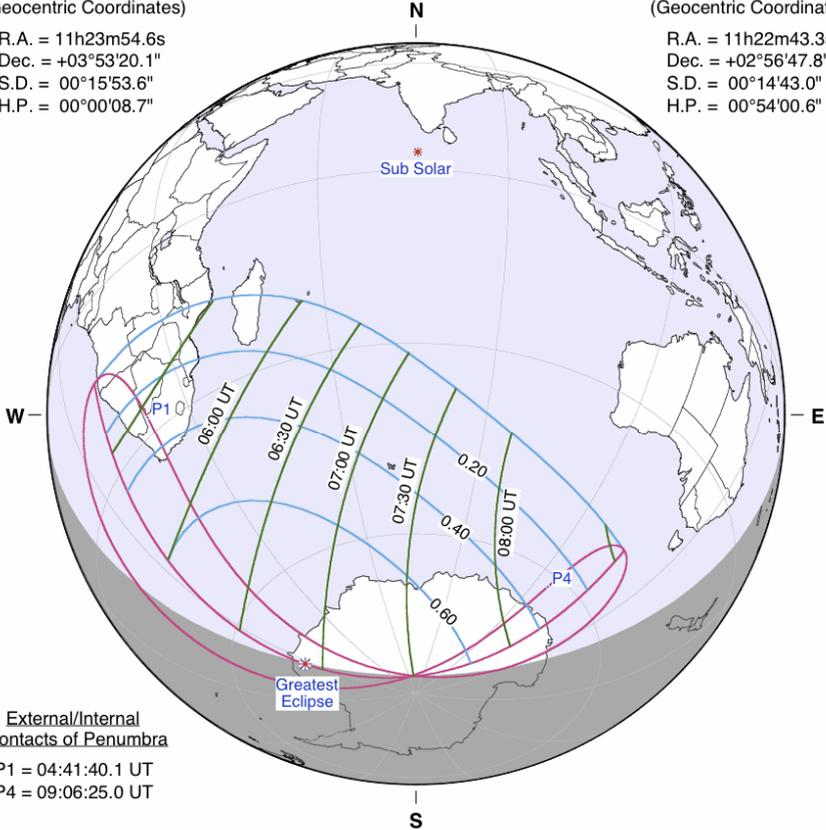 eocentric Coordinates)
R.A. = 11h23m54.6s
Dec. = +03°53'20.1"
S.D. = 00°15'53.6"
H.P. = 00°00'08.7"
N
(Geocentric Coordinat
R.A. = 11h22m43.3
Dec. = +02°56'47.8"
S.D. = 00°14'43.0"
H.P. = 00°54'00.6"
Sub Solar
W
E
P1
06:00 UT
06:30 UT
07:00 UT
07:30 UT
08:00 UT
0.20
0.40
0.60
P4
Greatest
Eclipse
External/Internal
ontacts of Penumbra
P1 = 04:41:40.1 UT
P4 = 09:06:25.0 UT
S